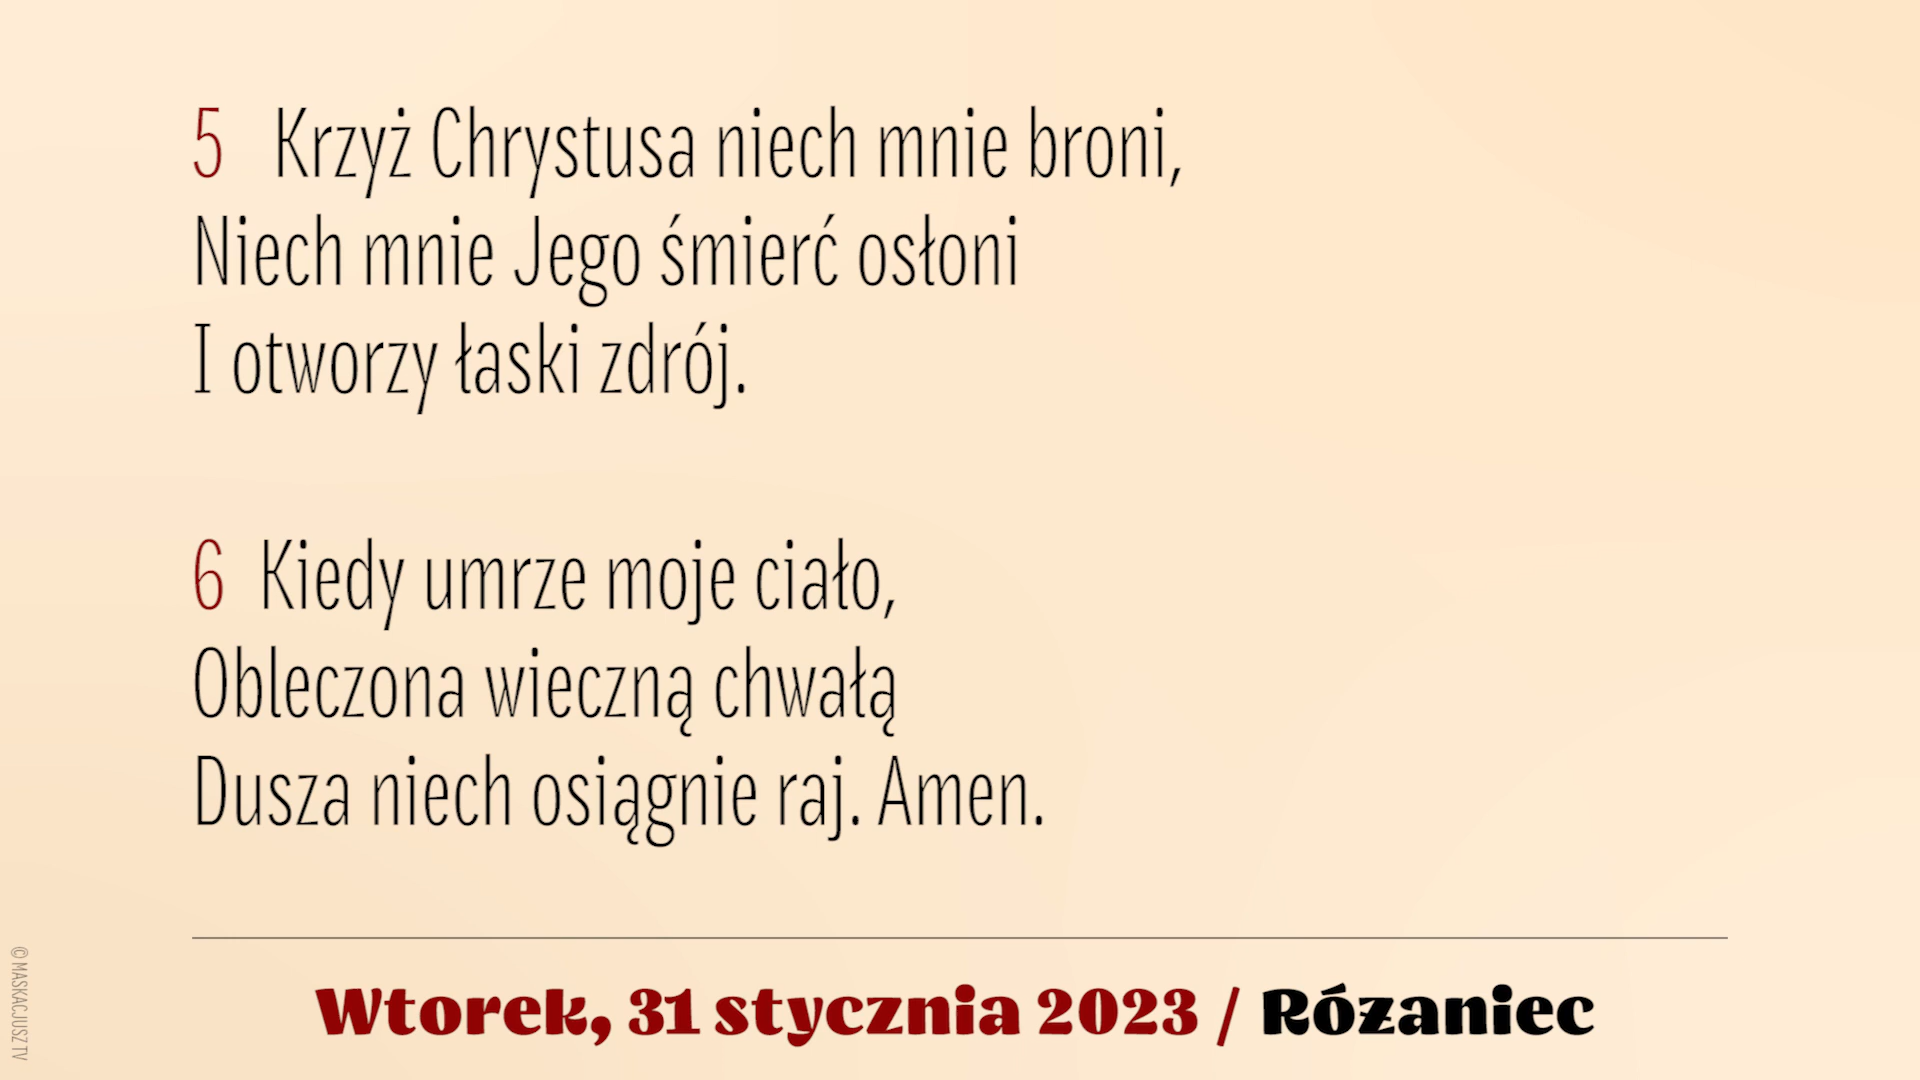 5 Krzyż Chrystusa niech mnie broni,
Niech mnie Jego śmierć osłoni
I otworzy łaski zdrój.
6 Kiedy umrze moje ciało,
Obleczona wieczną chwałą
Dusza niech osiągnie raj. Amen.
Wtorek, 31 stycznia 2023 / Różaniec
© MASKACJUSZ TV